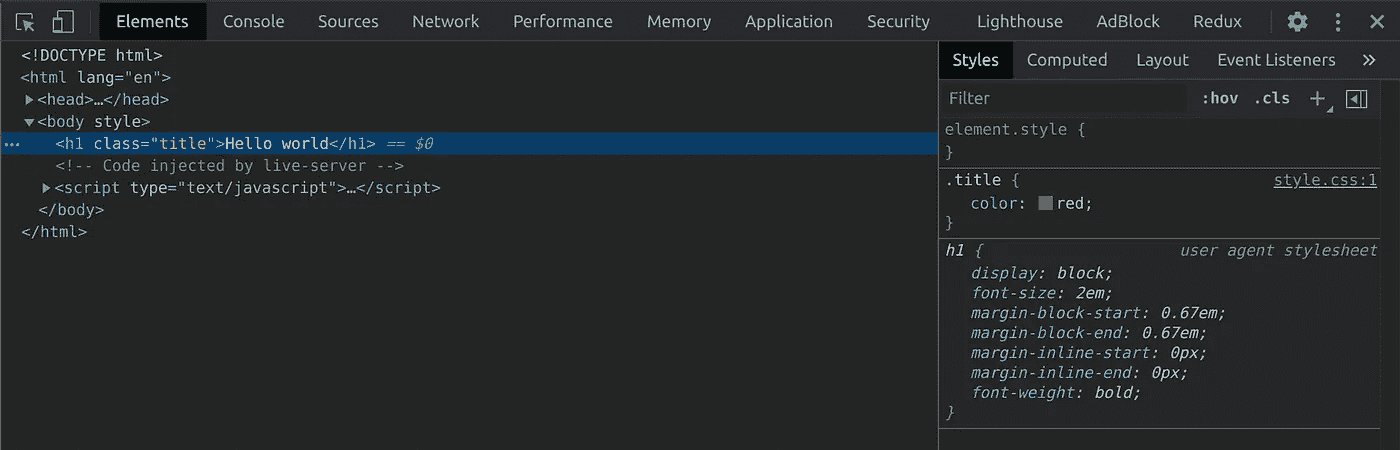 Elements Console Sources Network Performance Memory Application Security Lighthouse AdBlock Redux
<!DOCTYPE html>
<html lang="en">
<head>…</head>
<body style>
<h1 class="title">Hello world</h1> == $0
<!-- Code injected by live-server -->
<script type="text/javascript">…</script>
</body>
</html>
Styles Computed Layout Event Listeners
Filter :hov .cls
element.style {
}
.title { style.css:1
color: red;
}
h1 { user agent stylesheet
display: block;
font-size: 2em;
margin-block-start: 0.67em;
margin-block-end: 0.67em;
margin-inline-start: 0px;
margin-inline-end: 0px;
font-weight: bold;
}